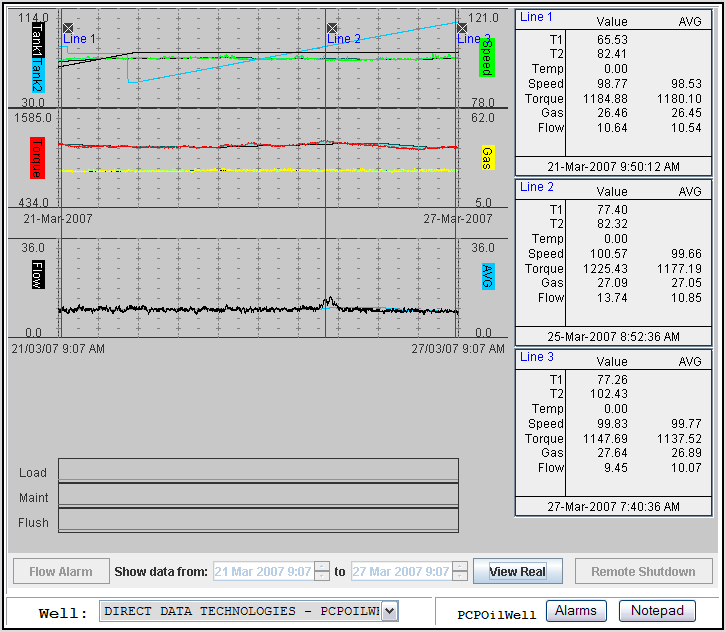 114.0 121.0
Line 1 Line 2 Line 3
Tank1 Tank2 Speed
30.0 78.0
1585.0 62.0
Torque Gas
434.0 5.0
21-Mar-2007 27-Mar-2007
36.0 36.0
Flow AVG
0.0 0.0
21/03/07 9:07 AM 27/03/07 9:07 AM
Load
Maint
Flush
Line 1 Value AVG
T1 65.53
T2 82.41
Temp 0.00
Speed 98.77 98.53
Torque 1184.88 1180.10
Gas 26.46 26.45
Flow 10.64 10.54
21-Mar-2007 9:50:12 AM
Line 2 Value AVG
T1 77.40
T2 82.32
Temp 0.00
Speed 100.57 99.66
Torque 1225.43 1177.19
Gas 27.09 27.05
Flow 13.74 10.85
25-Mar-2007 8:52:36 AM
Line 3 Value AVG
T1 77.26
T2 102.43
Temp 0.00
Speed 99.83 99.77
Torque 1147.69 1137.52
Gas 27.64 26.89
Flow 9.45 10.07
27-Mar-2007 7:40:36 AM
Flow Alarm Show data from: 21 Mar 2007 9:07 to 27 Mar 2007 9:07 View Real Remote Shutdown
Well: DIRECT DATA TECHNOLOGIES - PCPOILWE PCPOilWell Alarms Notepad